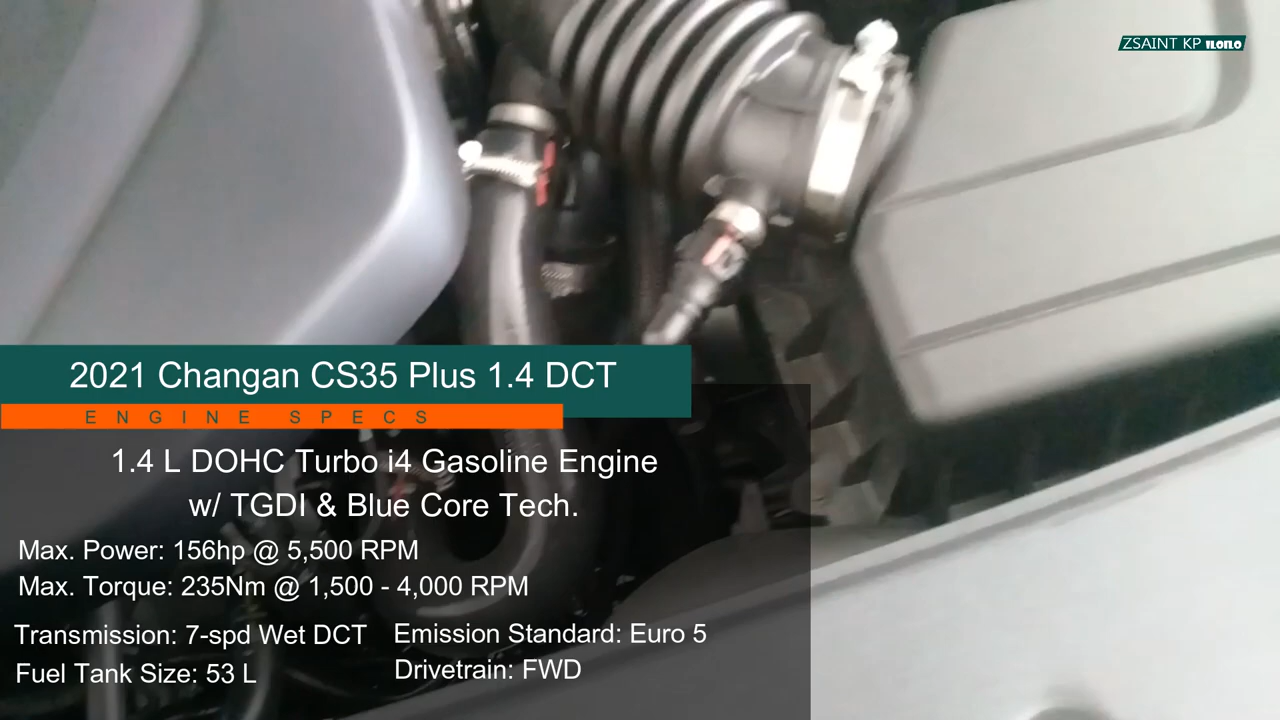 ZSAINT KP ILOILO
2021 Changan CS35 Plus 1.4 DCT
ENGINE SPECS
1.4 L DOHC Turbo i4 Gasoline Engine
w/ TGDI & Blue Core Tech.
Max. Power: 156hp @ 5,500 RPM
Max. Torque: 235Nm @ 1,500 - 4,000 RPM
Transmission: 7-spd Wet DCT
Emission Standard: Euro 5
Fuel Tank Size: 53 L
Drivetrain: FWD